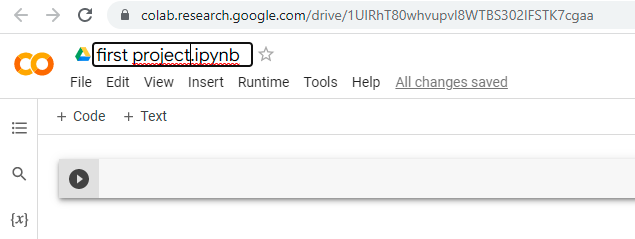 colab.research.google.com/drive/1UIRhT80whvupvl8WTBS302IFSTK7cgaa
first project.ipynb
File Edit View Insert Runtime Tools Help All changes saved
+ Code + Text
{x}